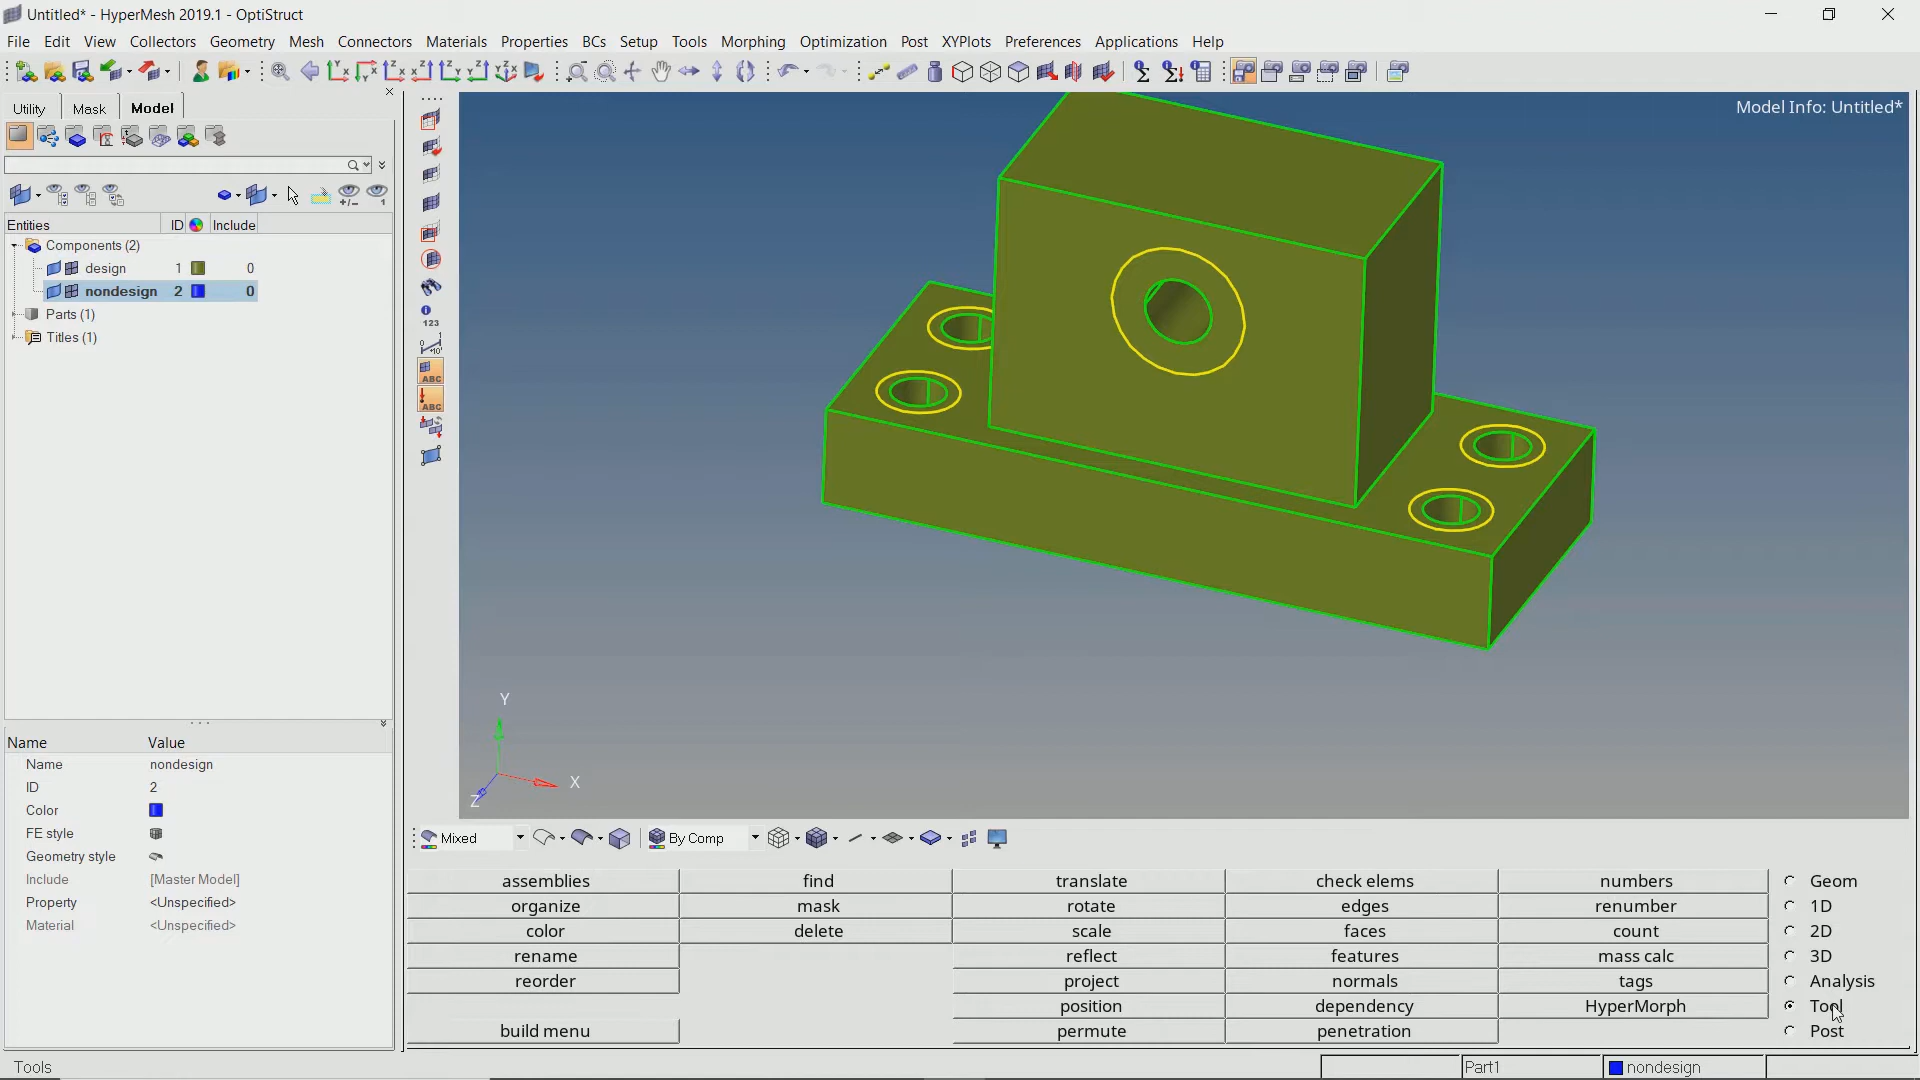 Untitled* - HyperMesh 2019.1 - OptiStruct
File Edit View Collectors Geometry Mesh Connectors Materials Properties BCs Setup Tools Morphing Optimization Post XYPlots Preferences Applications Help
Utility Mask Model
Model Info: Untitled*
Entities ID Include
Components (2)
design 1 0
nondesign 2 0
Parts (1)
Titles (1)
123
ABC
ABC
Name Value
Name nondesign
ID 2
Color
FE style
Geometry style
Include [Master Model]
Property <Unspecified>
Material <Unspecified>
Y
X
Z
Mixed By Comp
assemblies find translate check elems numbers Geom
organize mask rotate edges renumber 1D
color delete scale faces count 2D
rename reflect features mass calc 3D
reorder project normals tags Analysis
position dependency HyperMorph Tool
build menu permute penetration Post
Tools Part1 nondesign